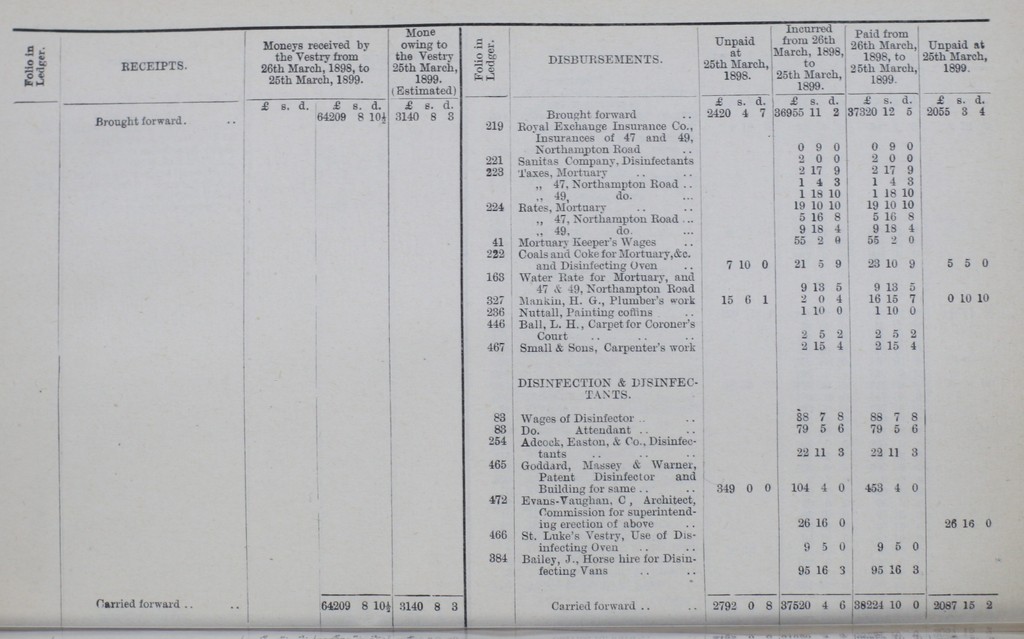 Folio in Ledger.
RECEIPTS.
Moneys received by the Vestry from 26th March, 1898, to 25th March, 1899.
Mone owing to the Vestry 25th March, 1899. (Estimated)
£ s. d. £ s. d. £ s. d.
Brought forward. .. 64209 8 10½ 3140 8 3
Carried forward .. .. 64209 8 10½ 3140 8 3
Folio in Ledger.
DISBURSEMENTS.
Unpaid at 25th March, 1898.
Incurred from 26th March, 1898, to 25th March, 1899.
Paid from 26th March, 1898, to 25th March, 1899.
Unpaid at 25th March, 1899.
£ s. d. £ s. d. £ s. d. £ s. d.
Brought forward .. 2420 4 7 36955 11 2 37320 12 5 2055 3 4
219 Royal Exchange Insurance Co.,
Insurances of 47 and 49,
Northampton Road .. 0 9 0 0 9 0
221 Sanitas Company, Disinfectants 2 0 0 2 0 0
223 Taxes, Mortuary .. .. 2 17 9 2 17 9
„ 47, Northampton Road .. 1 4 3 1 4 3
„ 49, do. ... 1 18 10 1 18 10
224 Rates, Mortuary .. .. 19 10 10 19 10 10
„ 47, Northampton Road ... 5 16 8 5 16 8
„ 49, do. ... 9 18 4 9 18 4
41 Mortuary Keeper's Wages .. 55 2 0 55 2 0
222 Coals and Coke for Mortuary, &c.
and Disinfecting Oven .. 7 10 0 21 5 9 23 10 9 5 5 0
163 Water Rate for Mortuary, and
47 & 49, Northampton Road 9 13 5 9 13 5
327 Mankin, H. G., Plumber's work 15 6 1 2 0 4 16 15 7 0 10 10
236 Nuttall, Painting coffins .. 1 10 0 1 10 0
446 Ball, L. H., Carpet for Coroner's
Court .. .. .. 2 5 2 2 5 2
467 Small & Sons, Carpenter's work 2 15 4 2 15 4
DISINFECTION & DISINFEC-
TANTS.
83 Wages of Disinfector .. .. 88 7 8 88 7 8
83 Do. Attendant .. .. 79 5 6 79 5 6
254 Adcock, Easton, & Co., Disinfec-
tants .. .. .. 22 11 3 22 11 3
465 Goddard, Massey & Warner,
Patent Disinfector and
Building for same .. .. 349 0 0 104 4 0 453 4 0
472 Evans-Vaughan, C , Architect,
Commission for superintend-
ing erection of above .. 26 16 0 26 16 0
466 St. Luke's Vestry, Use of Dis-
infecting Oven .. .. 9 5 0 9 5 0
384 Bailey, J., Horse hire for Disin-
fecting Vans .. .. 95 16 3 95 16 3
Carried forward .. .. 2792 0 8 37520 4 6 38224 10 0 2087 15 2